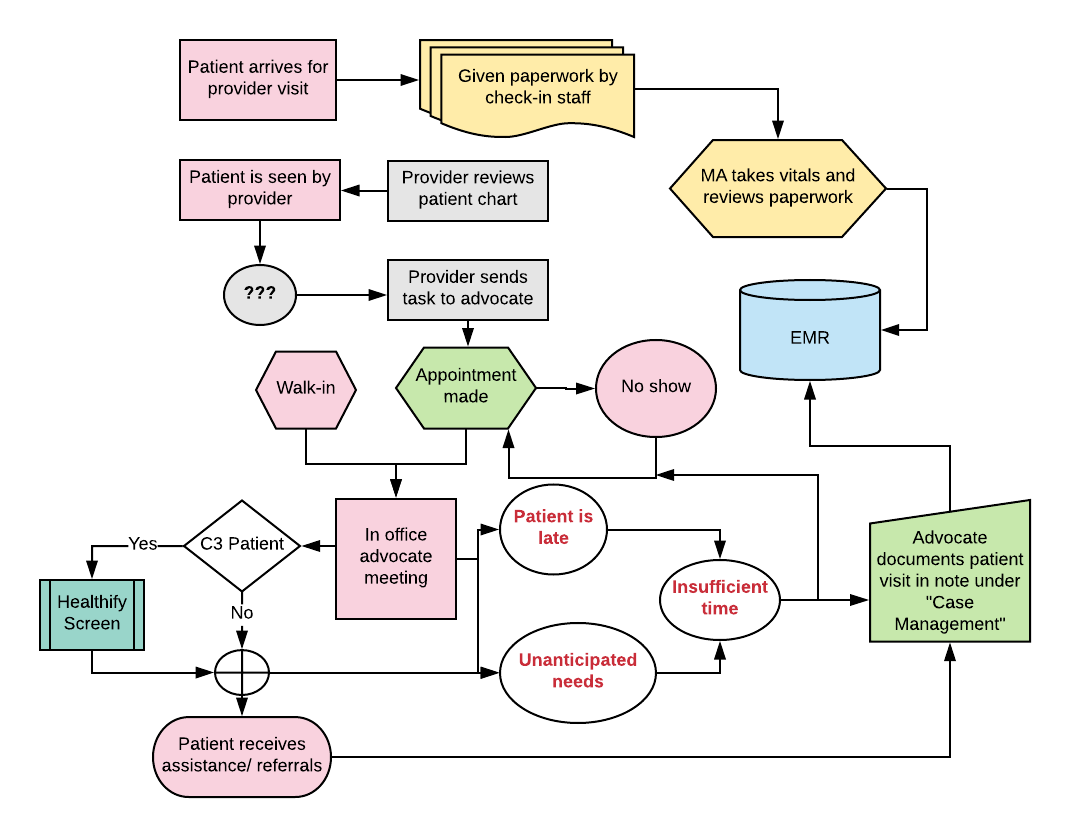 Patient arrives for
provider visit
Given paperwork by
check-in staff
MA takes vitals and
reviews paperwork
Patient is seen by
provider
Provider reviews
patient chart
???
Provider sends
task to advocate
EMR
Walk-in
Appointment
made
No show
In office
advocate
meeting
Patient is
late
C3 Patient
Yes
No
Healthify
Screen
Insufficient
time
Advocate
documents patient
visit in note under
"Case
Management"
Unanticipated
needs
Patient receives
assistance/ referrals